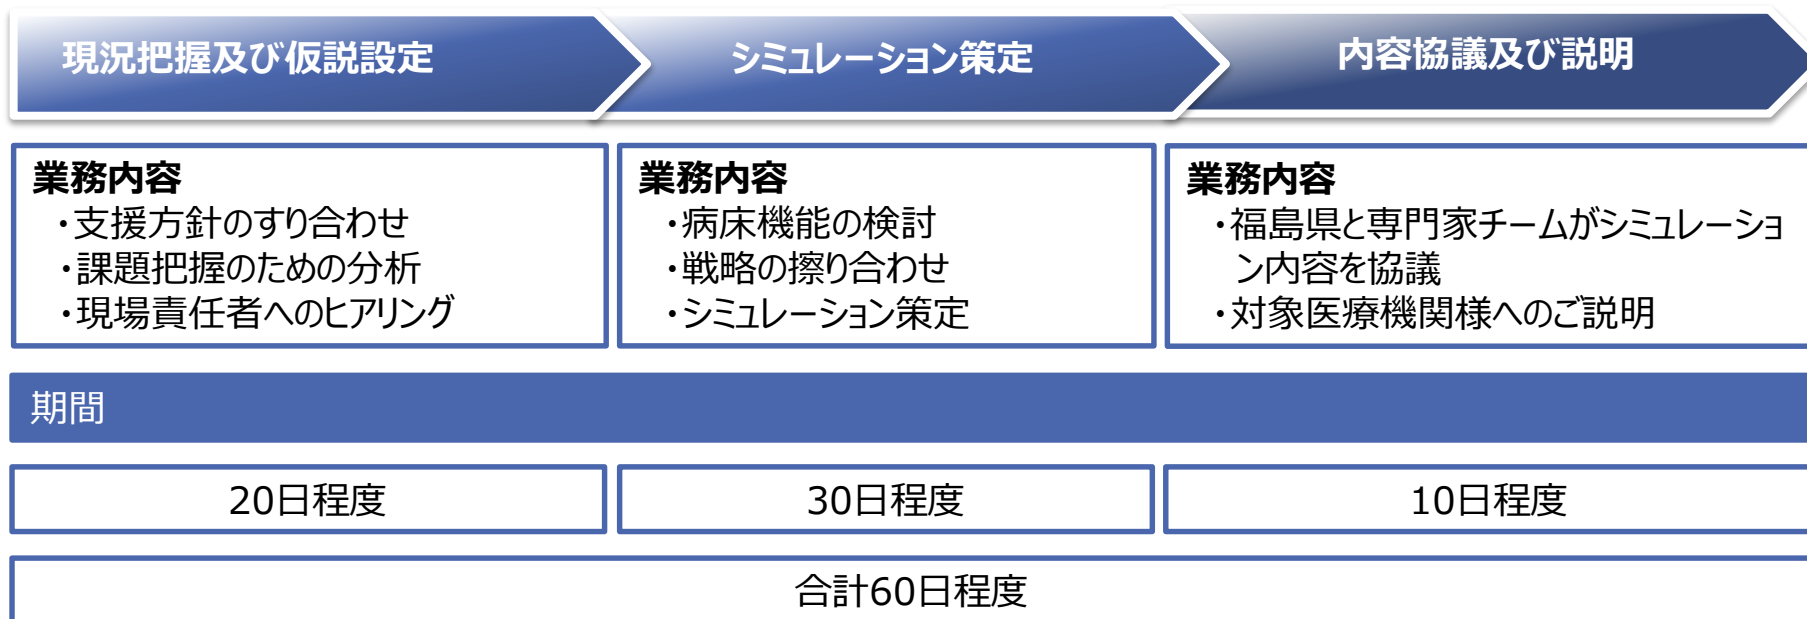 現況把握及び仮説設定
シミュレーション策定
内容協議及び説明
業務内容
・支援方針のすり合わせ
・課題把握のための分析
・現場責任者へのヒアリング
業務内容
・病床機能の検討
・戦略の擦り合わせ
・シミュレーション策定
業務内容
・福島県と専門家チームがシミュレーショ
ン内容を協議
・対象医療機関様へのご説明
期間
20日程度
30日程度
10日程度
合計60日程度